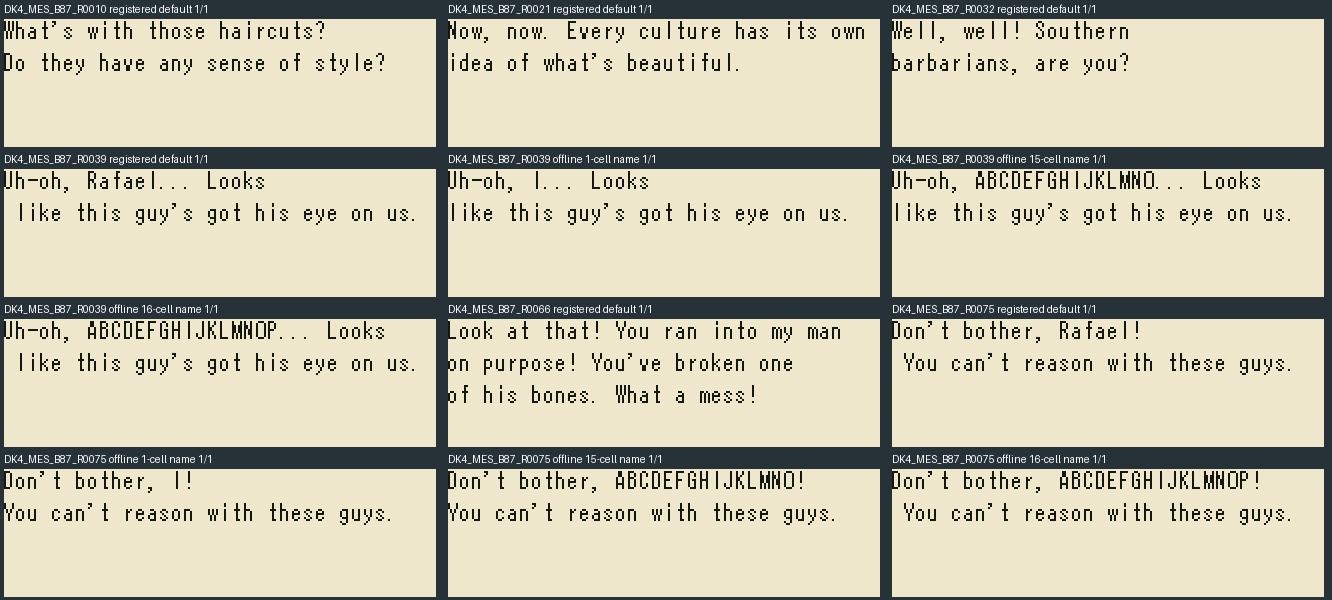 DK4_MES_B87_R0010 registered default 1/1
What's with those haircuts?
Do they have any sense of style?
DK4_MES_B87_R0021 registered default 1/1
Now, now. Every culture has its own
idea of what's beautiful.
DK4_MES_B87_R0032 registered default 1/1
Well, well! Southern
barbarians, are you?
DK4_MES_B87_R0039 registered default 1/1
Uh-oh, Rafael... Looks
like this guy's got his eye on us.
DK4_MES_B87_R0039 offline 1-cell name 1/1
Uh-oh, I... Looks
like this guy's got his eye on us.
DK4_MES_B87_R0039 offline 15-cell name 1/1
Uh-oh, ABCDEFGHIJKLMNO... Looks
like this guy's got his eye on us.
DK4_MES_B87_R0039 offline 16-cell name 1/1
Uh-oh, ABCDEFGHIJKLMNOP... Looks
like this guy's got his eye on us.
DK4_MES_B87_R0066 registered default 1/1
Look at that! You ran into my man
on purpose! You've broken one
of his bones. What a mess!
DK4_MES_B87_R0075 registered default 1/1
Don't bother, Rafael!
You can't reason with these guys.
DK4_MES_B87_R0075 offline 1-cell name 1/1
Don't bother, I!
You can't reason with these guys.
DK4_MES_B87_R0075 offline 15-cell name 1/1
Don't bother, ABCDEFGHIJKLMNO!
You can't reason with these guys.
DK4_MES_B87_R0075 offline 16-cell name 1/1
Don't bother, ABCDEFGHIJKLMNOP!
You can't reason with these guys.